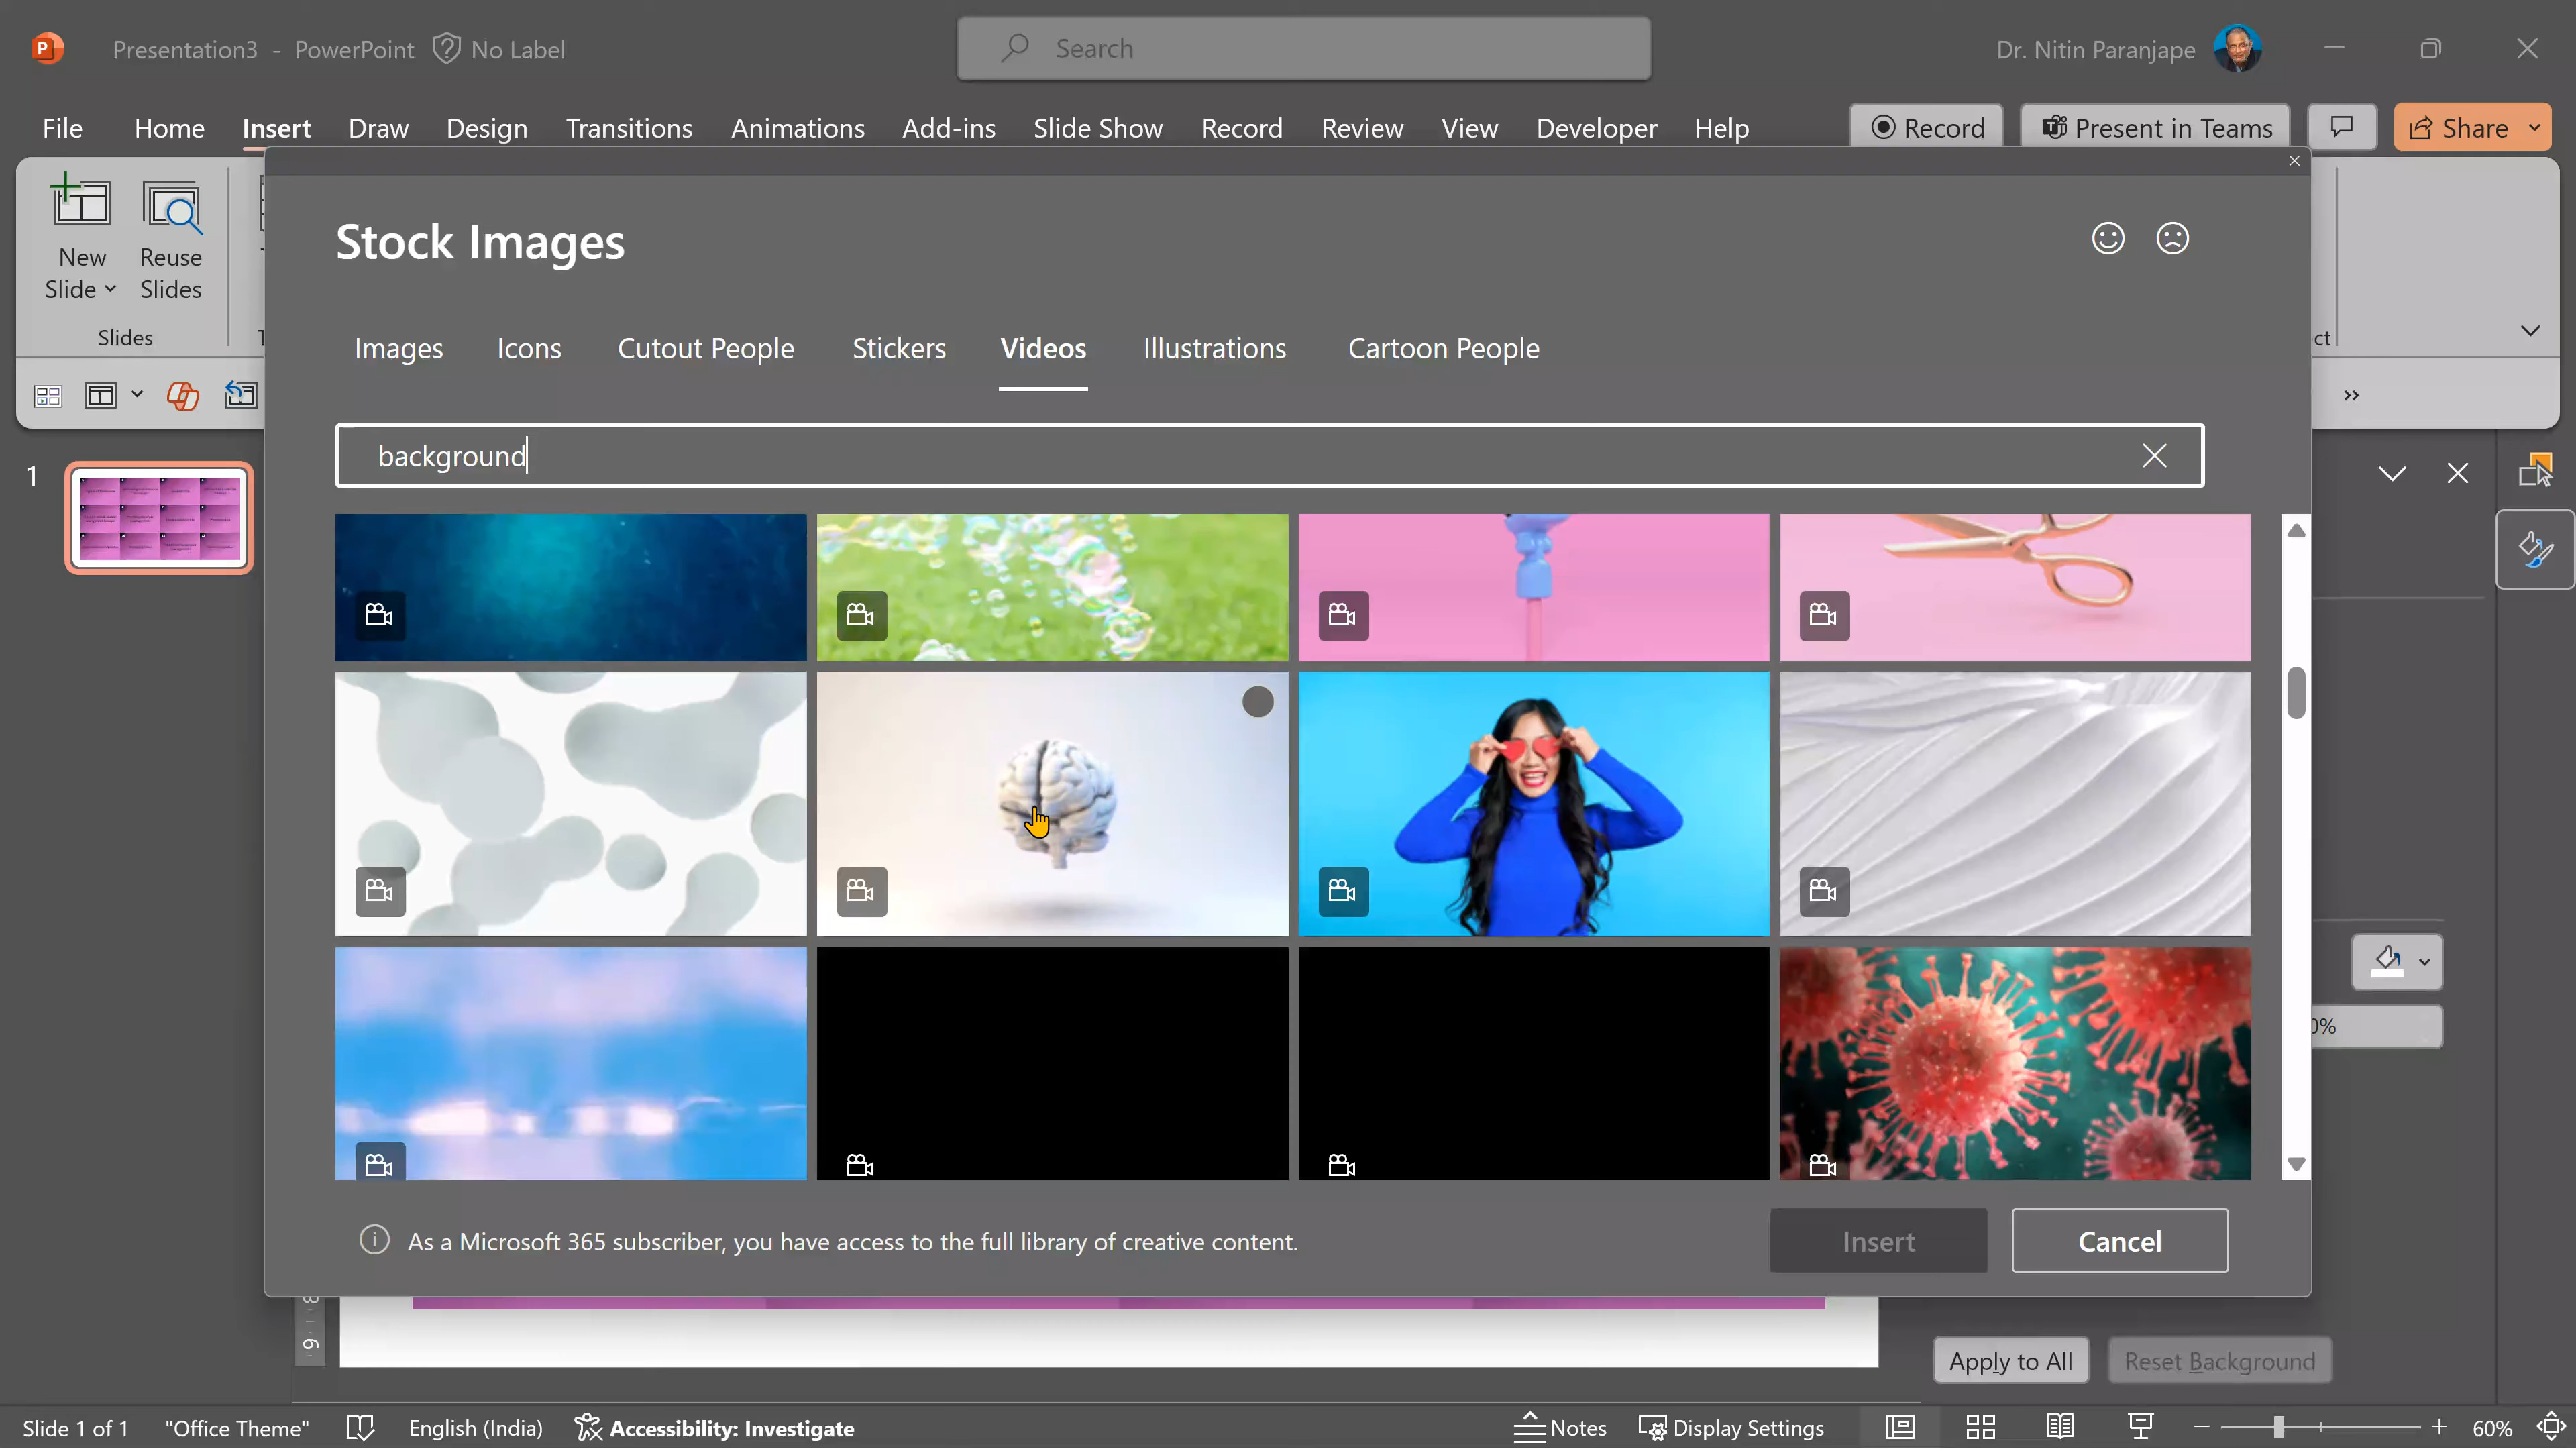 Presentation3 - PowerPoint No Label
Search
Dr. Nitin Paranjape
File Home Insert Draw Design Transitions Animations Add-ins Slide Show Record Review View Developer Help
Record Present in Teams Share
New Slide
Reuse Slides
Slides
ct
Stock Images
Images Icons Cutout People Stickers Videos Illustrations Cartoon People
background
1
0%
As a Microsoft 365 subscriber, you have access to the full library of creative content.
Insert Cancel
9
Apply to All Reset Background
Slide 1 of 1 "Office Theme" English (India) Accessibility: Investigate Notes Display Settings 60%